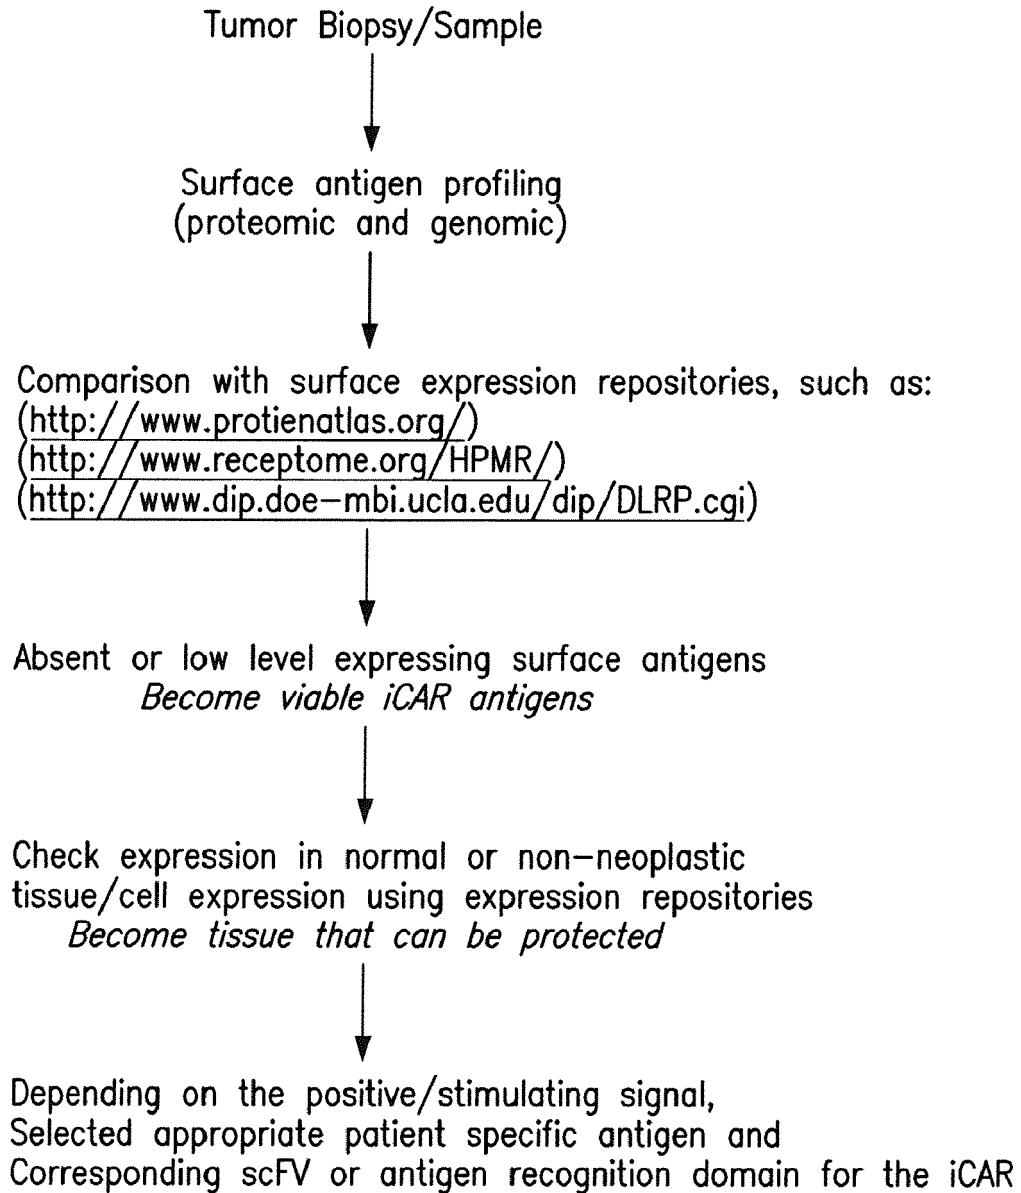 Tumor Biopsy/Sample
Surface antigen profiling
(proteomic and genomic)
Comparison with surface expression repositories, such as:
(http://www.protienatlas.org/)
(http://www.receptome.org/HPMR/)
(http://www.dip.doe-mbi.ucla.edu/dip/DLRP.cgi)
Absent or low level expressing surface antigens
Become viable iCAR antigens
Check expression in normal or non-neoplastic
tissue/cell expression using expression repositories
Become tissue that can be protected
Depending on the positive/stimulating signal,
Selected appropriate patient specific antigen and
Corresponding scFV or antigen recognition domain for the iCAR